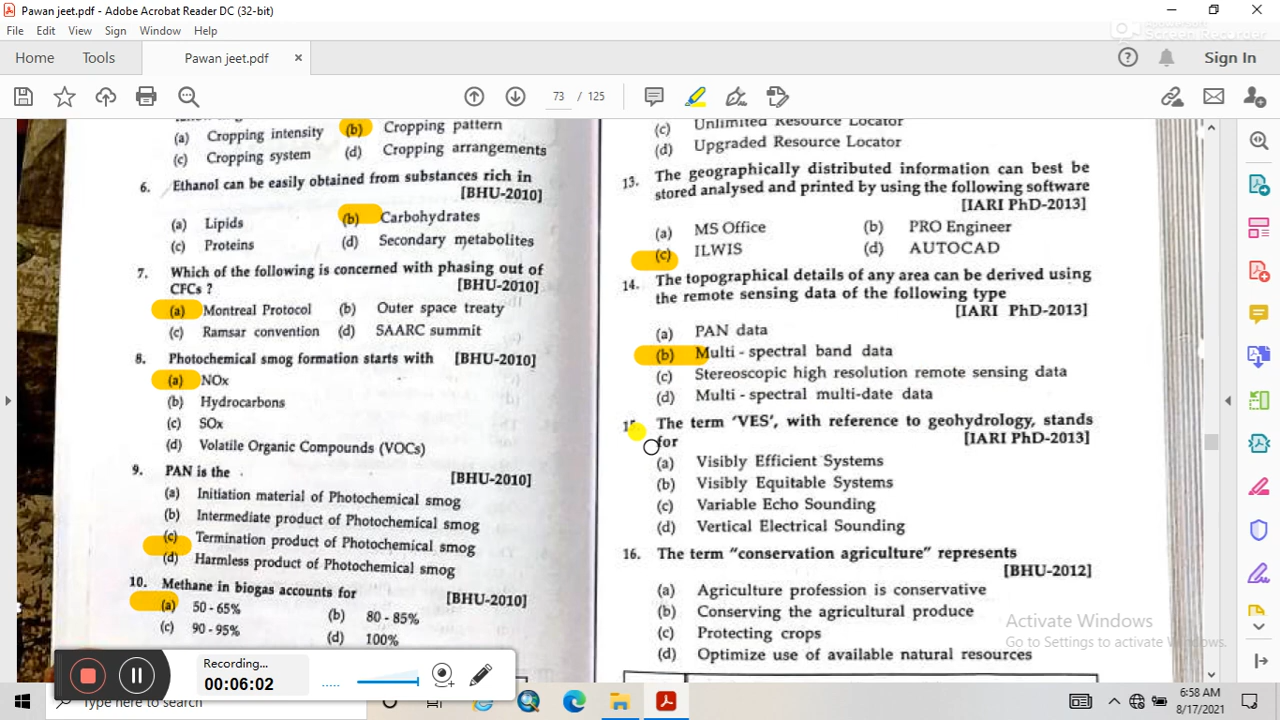 Pawan jeet.pdf - Adobe Acrobat Reader DC (32-bit)
File Edit View Sign Window Help
Home Tools Pawan jeet.pdf × Sign In
73 / 125
(a) Cropping intensity (b) Cropping pattern
(c) Cropping system (d) Cropping arrangements
6. Ethanol can be easily obtained from substances rich in
[BHU-2010]
(a) Lipids (b) Carbohydrates
(c) Proteins (d) Secondary metabolites
7. Which of the following is concerned with phasing out of
CFCs ? [BHU-2010]
(a) Montreal Protocol (b) Outer space treaty
(c) Ramsar convention (d) SAARC summit
8. Photochemical smog formation starts with [BHU-2010]
(a) NOx
(b) Hydrocarbons
(c) SOx
(d) Volatile Organic Compounds (VOCs)
9. PAN is the [BHU-2010]
(a) Initiation material of Photochemical smog
(b) Intermediate product of Photochemical smog
(c) Termination product of Photochemical smog
(d) Harmless product of Photochemical smog
10. Methane in biogas accounts for [BHU-2010]
(a) 50 - 65% (b) 80 - 85%
(c) 90 - 95% (d) 100%
(c) Unlimited Resource Locator
(d) Upgraded Resource Locator
13. The geographically distributed information can best be
stored analysed and printed by using the following software
[IARI PhD-2013]
(a) MS Office (b) PRO Engineer
(c) ILWIS (d) AUTOCAD
14. The topographical details of any area can be derived using
the remote sensing data of the following type
[IARI PhD-2013]
(a) PAN data
(b) Multi - spectral band data
(c) Stereoscopic high resolution remote sensing data
(d) Multi - spectral multi-date data
15. The term 'VES', with reference to geohydrology, stands
for [IARI PhD-2013]
(a) Visibly Efficient Systems
(b) Visibly Equitable Systems
(c) Variable Echo Sounding
(d) Vertical Electrical Sounding
16. The term "conservation agriculture" represents
[BHU-2012]
(a) Agriculture profession is conservative
(b) Conserving the agricultural produce
(c) Protecting crops
(d) Optimize use of available natural resources
Activate Windows
Go to Settings to activate Windows.
Recording...
00:06:02
Type here to search
6:58 AM
8/17/2021